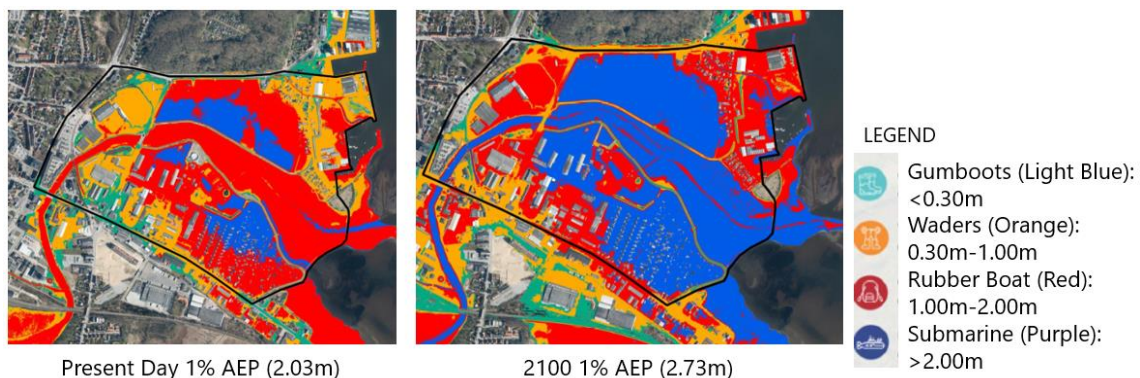 LEGEND
Gumboots (Light Blue):
<0.30m
Waders (Orange):
0.30m-1.00m
Rubber Boat (Red):
1.00m-2.00m
Submarine (Purple):
>2.00m
Present Day 1% AEP (2.03m)
2100 1% AEP (2.73m)